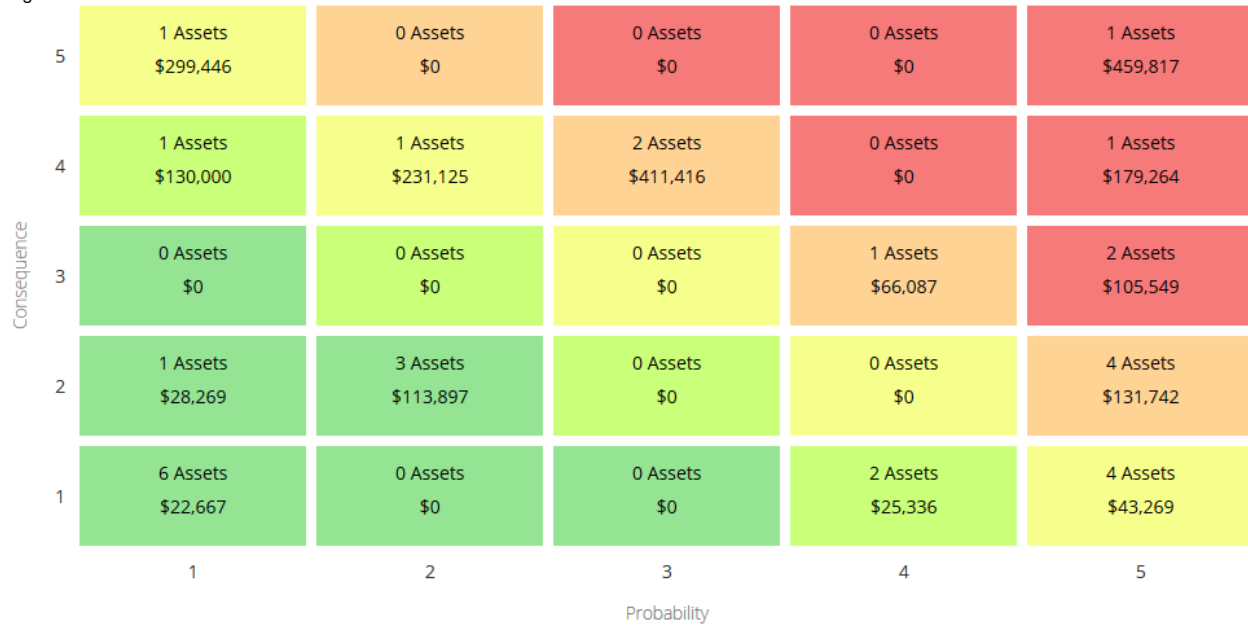 1 Assets 0 Assets 0 Assets 0 Assets 1 Assets
5
$299,446 $0 $0 $0 $459,817
1 Assets 1 Assets 2 Assets 0 Assets 1 Assets
4
$130,000 $231,125 $411,416 $0 $179,264
Consequence
0 Assets 0 Assets 0 Assets 1 Assets 2 Assets
3
$0 $0 $0 $66,087 $105,549
1 Assets 3 Assets 0 Assets 0 Assets 4 Assets
2
$28,269 $113,897 $0 $0 $131,742
6 Assets 0 Assets 0 Assets 2 Assets 4 Assets
1
$22,667 $0 $0 $25,336 $43,269
1 2 3 4 5
Probability